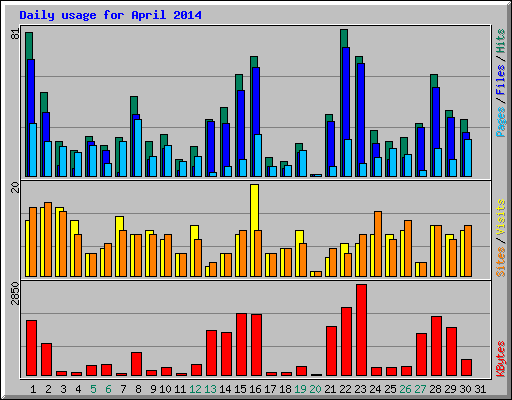 Daily usage for April 2014
81
Pages / Files / Hits
20
Sites / Visits
2850
KBytes
1 2 3 4 5 6 7 8 9 10 11 12 13 14 15 16 17 18 19 20 21 22 23 24 25 26 27 28 29 30 31